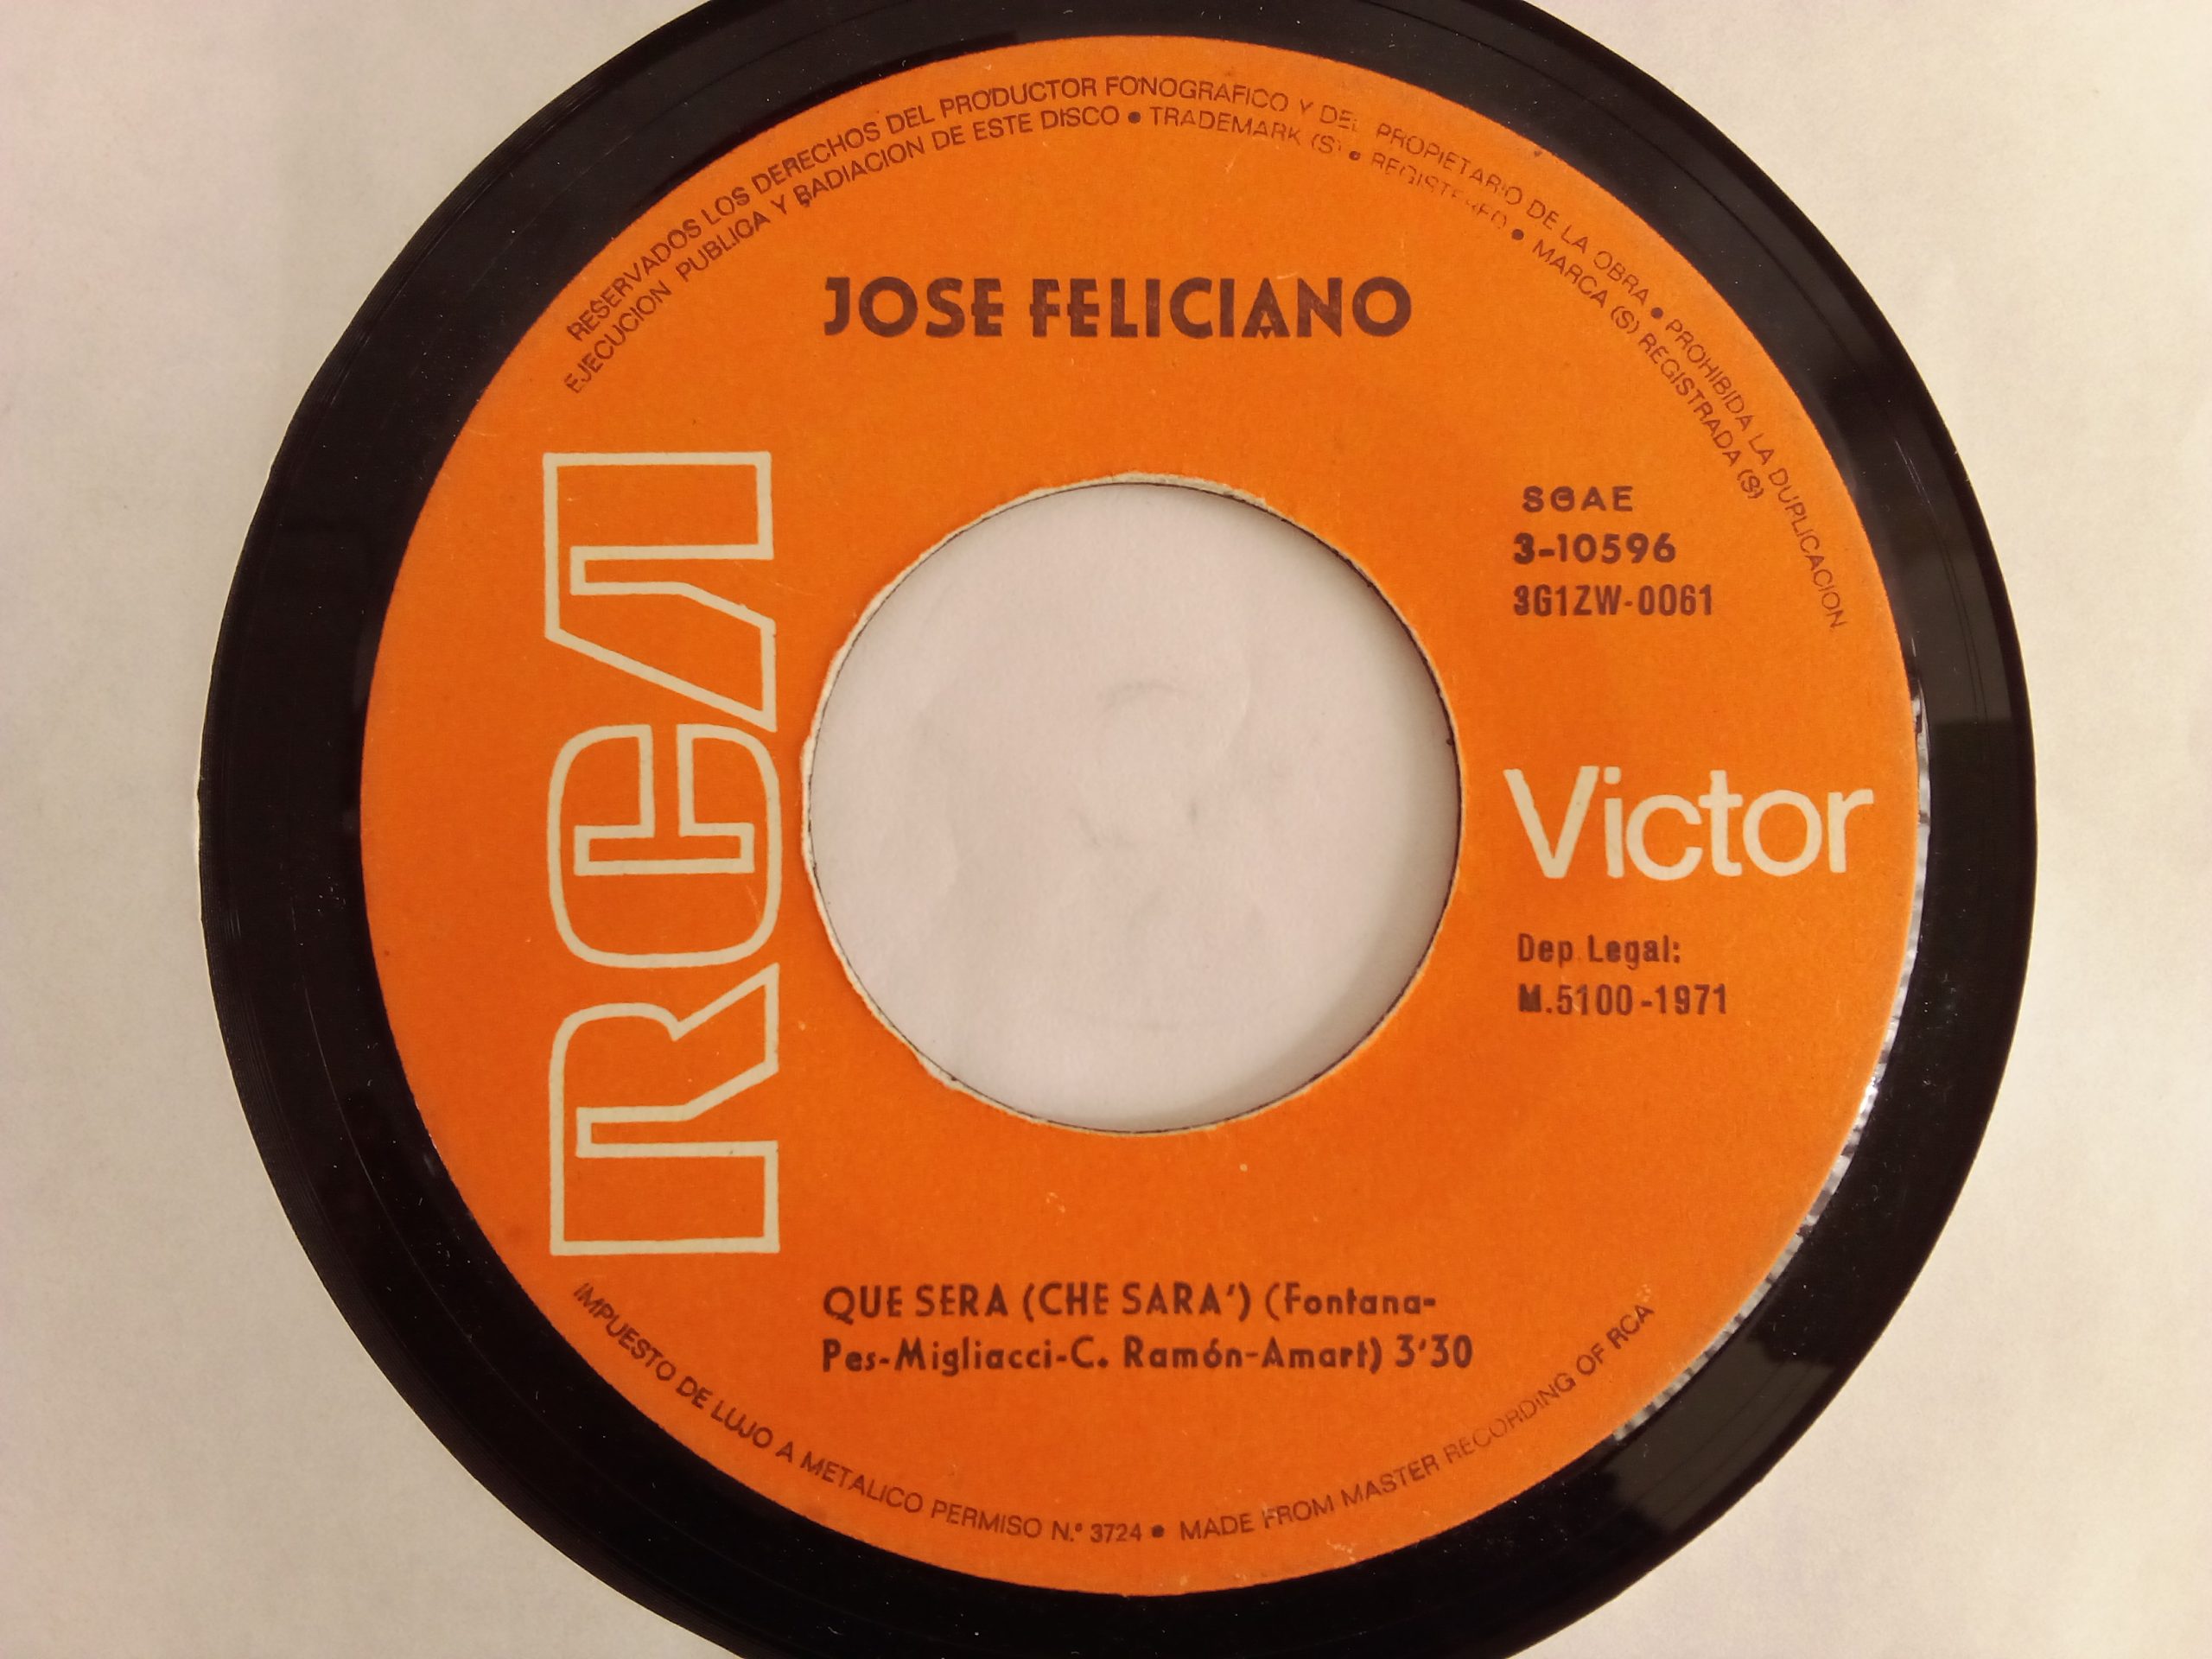 RESERVADOS LOS DERECHOS DEL PRODUCTOR FONOGRAFICO Y DEL PROPIETARIO DE LA OBRA • PROHIBIDA LA DUPLICACION
EJECUCION PUBLICA Y RADIACION DE ESTE DISCO • TRADEMARK (S) • REGISTERED • MARCA (S) REGISTRADA (S)
JOSE FELICIANO
RCA
SGAE
3-10596
3G1ZW-0061
Victor
Dep. Legal:
M.5100-1971
QUE SERA (CHE SARA') (Fontana-
Pes-Migliacci-C. Ramón-Amart) 3'30
IMPUESTO DE LUJO A METALICO PERMISO N.º 3724 • MADE FROM MASTER RECORDING OF RCA